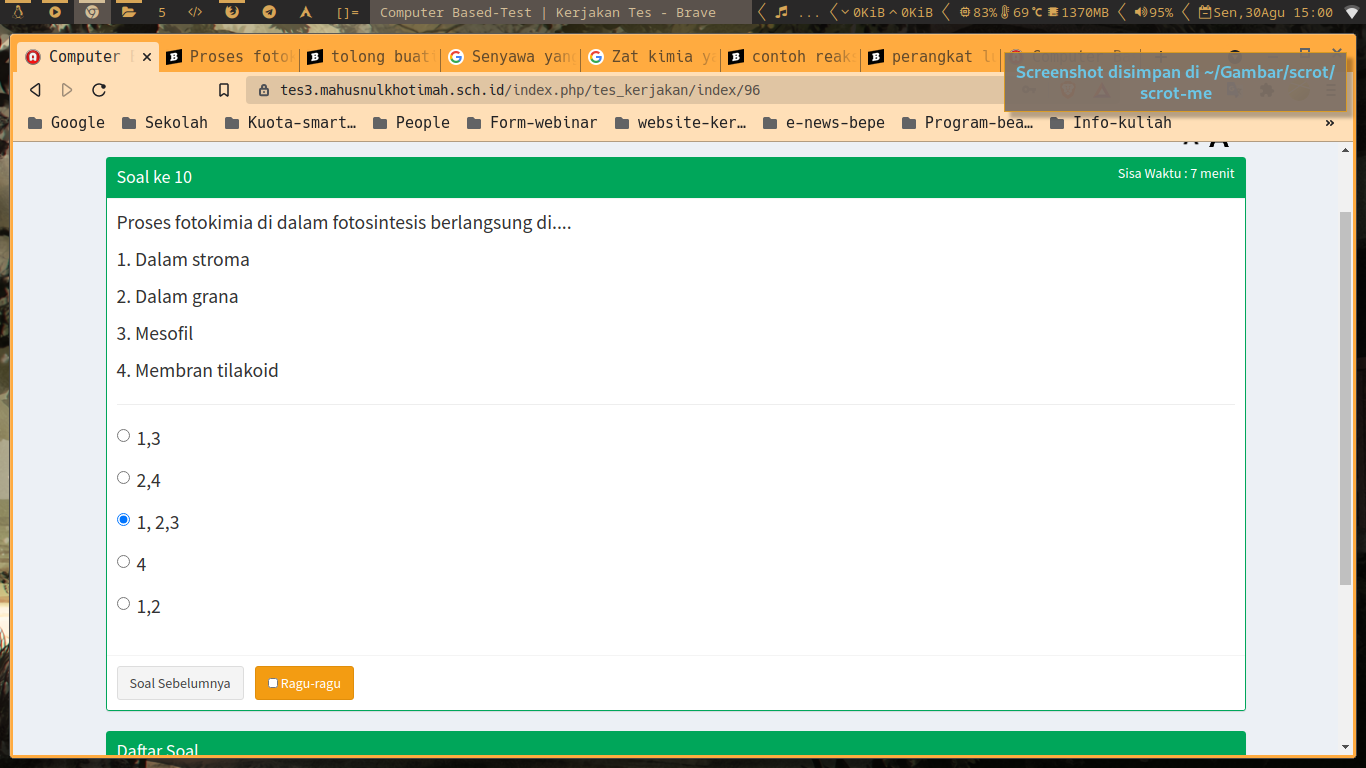 5 </> []= Computer Based-Test | Kerjakan Tes - Brave ... 0KiB 0KiB 83% 69 °C 1370MB 95% Sen,30Agu 15:00
Computer Proses foto tolong buat Senyawa yan Zat kimia y contoh reaks perangkat l
Screenshot disimpan di ~/Gambar/scrot/
scrot-me
tes3.mahusnulkhotimah.sch.id/index.php/tes_kerjakan/index/96
Google Sekolah Kuota-smart… People Form-webinar website-ker… e-news-bepe Program-bea… Info-kuliah »
Soal ke 10 Sisa Waktu : 7 menit
Proses fotokimia di dalam fotosintesis berlangsung di....
1. Dalam stroma
2. Dalam grana
3. Mesofil
4. Membran tilakoid
1,3
2,4
1, 2,3
4
1,2
Soal Sebelumnya Ragu-ragu
Daftar Soal